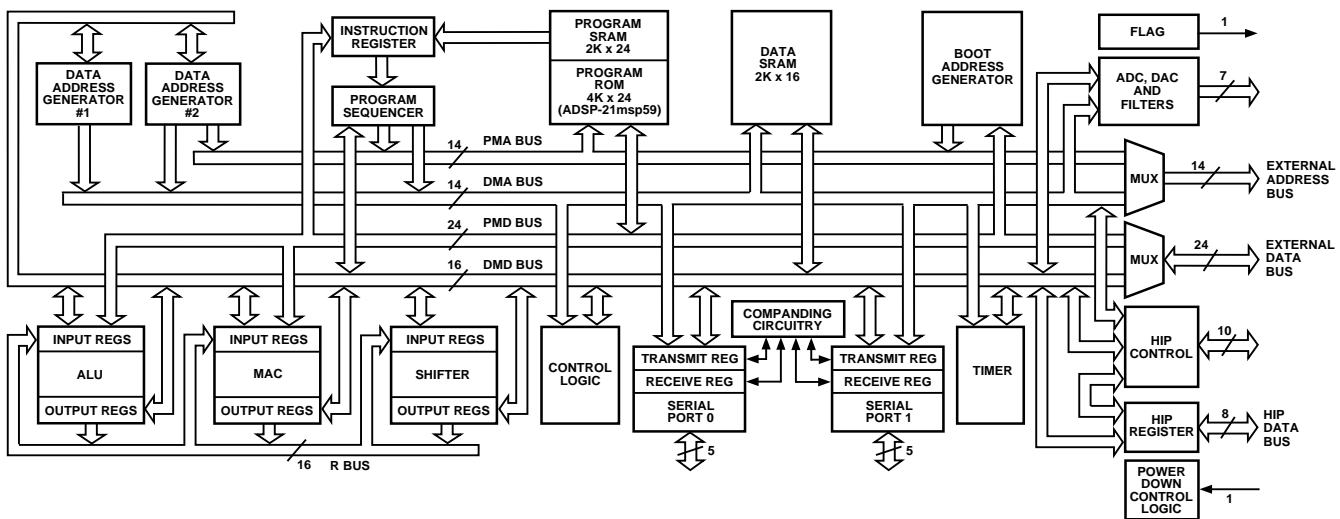 INSTRUCTION
REGISTER
PROGRAM
SRAM
2K x 24
PROGRAM
ROM
4K x 24
(ADSP-21msp59)
DATA
SRAM
2K x 16
BOOT
ADDRESS
GENERATOR
FLAG
1
DATA
ADDRESS
GENERATOR
#1
DATA
ADDRESS
GENERATOR
#2
PROGRAM
SEQUENCER
ADC, DAC
AND
FILTERS
7
14
PMA BUS
14
DMA BUS
24
PMD BUS
16
DMD BUS
MUX
14
EXTERNAL
ADDRESS
BUS
MUX
24
EXTERNAL
DATA
BUS
INPUT REGS
ALU
OUTPUT REGS
INPUT REGS
MAC
OUTPUT REGS
INPUT REGS
SHIFTER
OUTPUT REGS
16
R BUS
CONTROL
LOGIC
TRANSMIT REG
RECEIVE REG
SERIAL
PORT 0
5
COMPANDING
CIRCUITRY
TRANSMIT REG
RECEIVE REG
SERIAL
PORT 1
5
TIMER
HIP
CONTROL
10
HIP
REGISTER
8
HIP
DATA
BUS
POWER
DOWN
CONTROL
LOGIC
1